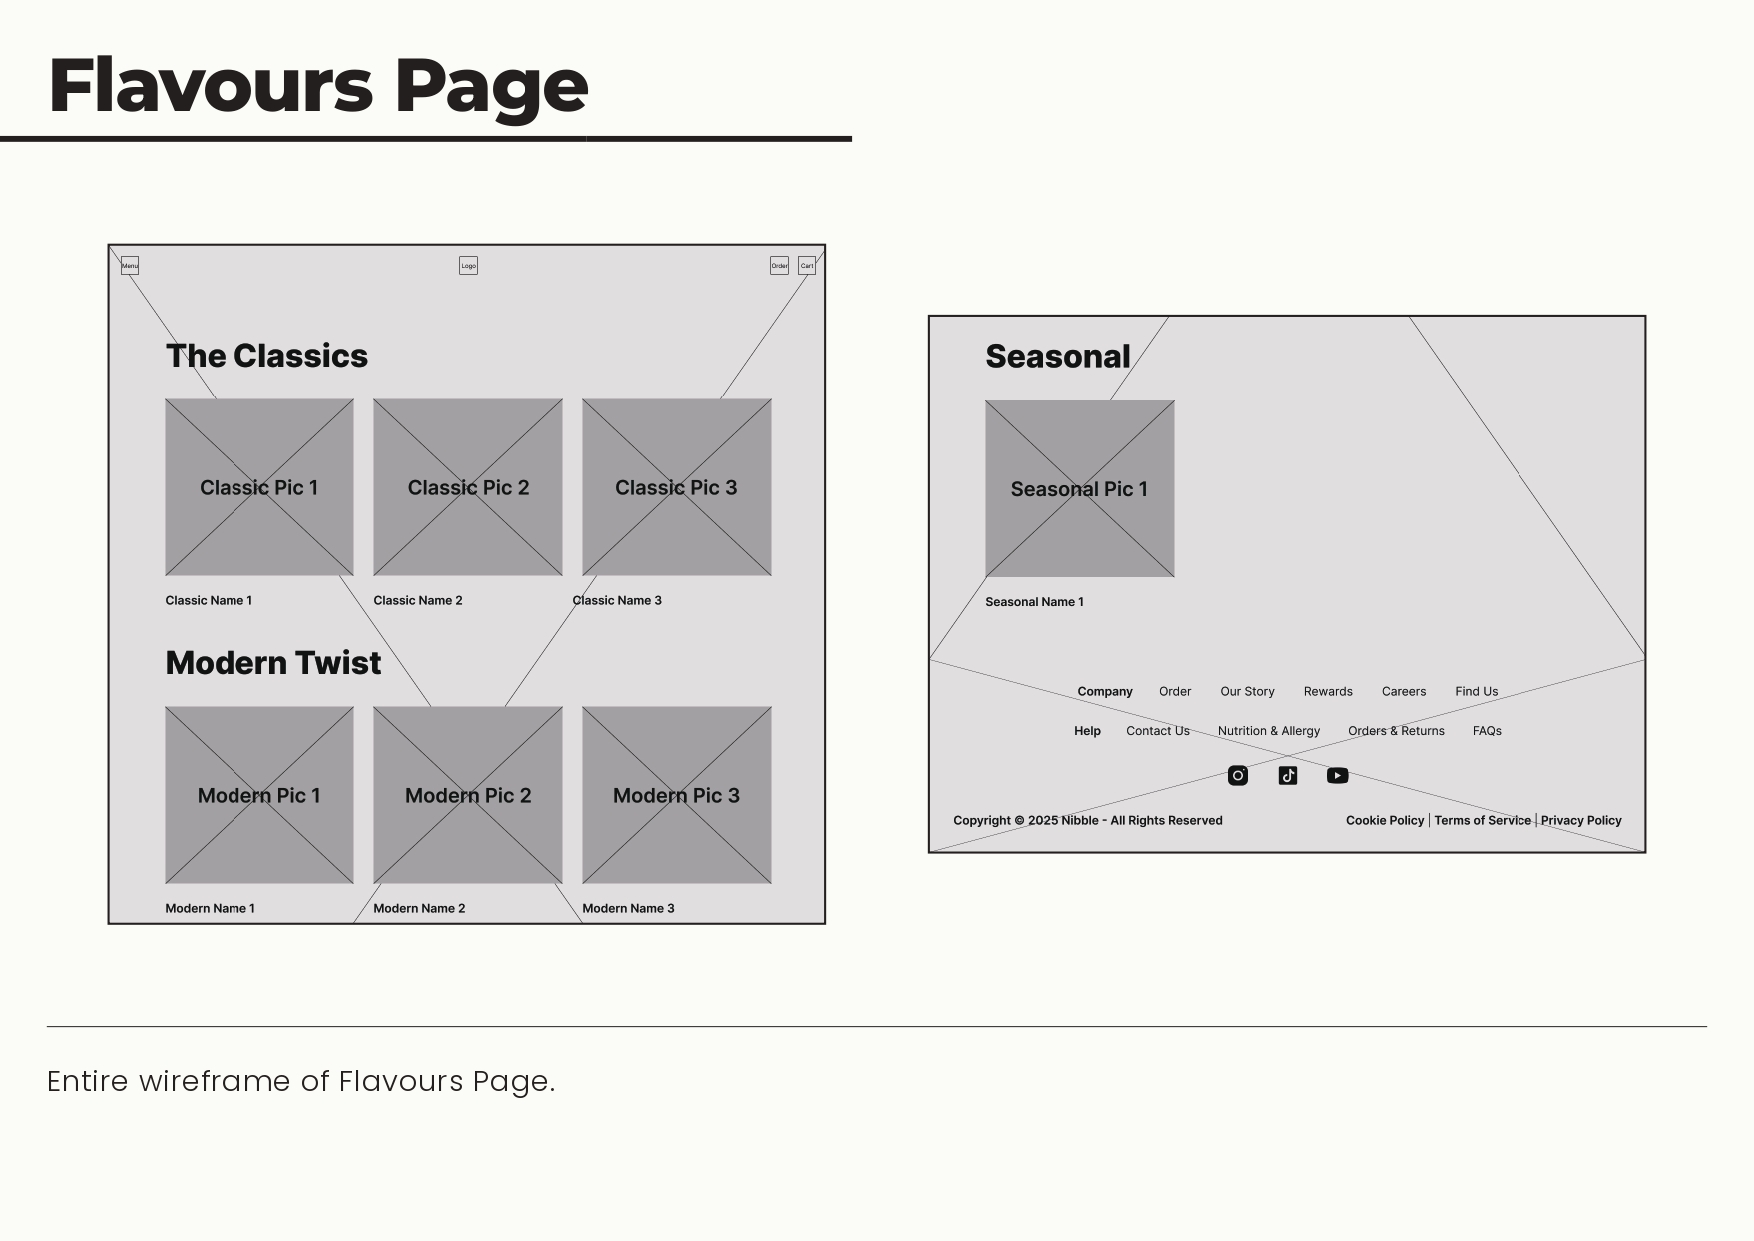 Flavours Page
Menu Logo Order Cart
The Classics
Classic Pic 1 Classic Pic 2 Classic Pic 3
Classic Name 1 Classic Name 2 Classic Name 3
Modern Twist
Modern Pic 1 Modern Pic 2 Modern Pic 3
Modern Name 1 Modern Name 2 Modern Name 3
Seasonal
Seasonal Pic 1
Seasonal Name 1
Company Order Our Story Rewards Careers Find Us
Help Contact Us Nutrition & Allergy Orders & Returns FAQs
Copyright © 2025 Nibble - All Rights Reserved Cookie Policy | Terms of Service | Privacy Policy
Entire wireframe of Flavours Page.